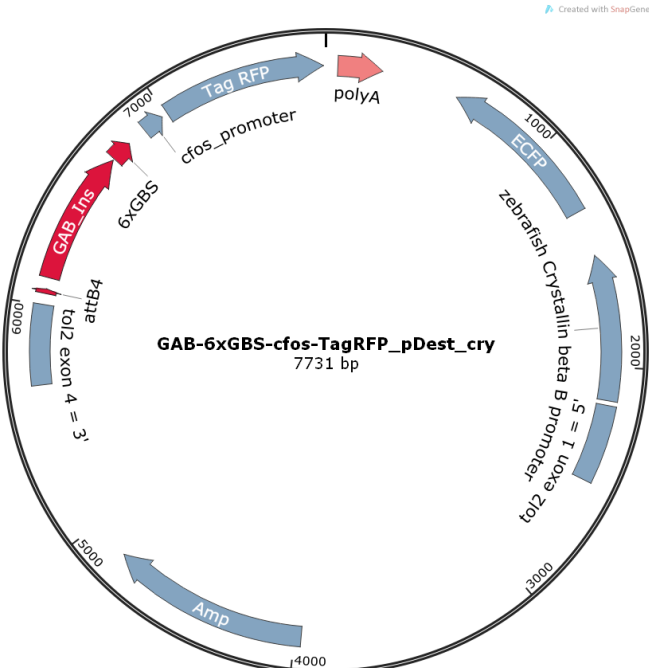 Created with SnapGene
Tag RFP
polyA
7000
cfos_promoter
1000
ECFP
6xGBS
GAB_Ins
zebrafish Crystallin beta B promoter
attB4
6000
tol2 exon 4 = 3'
GAB-6xGBS-cfos-TagRFP_pDest_cry
7731 bp
2000
tol2 exon 1 = 5'
5000
3000
Amp
4000